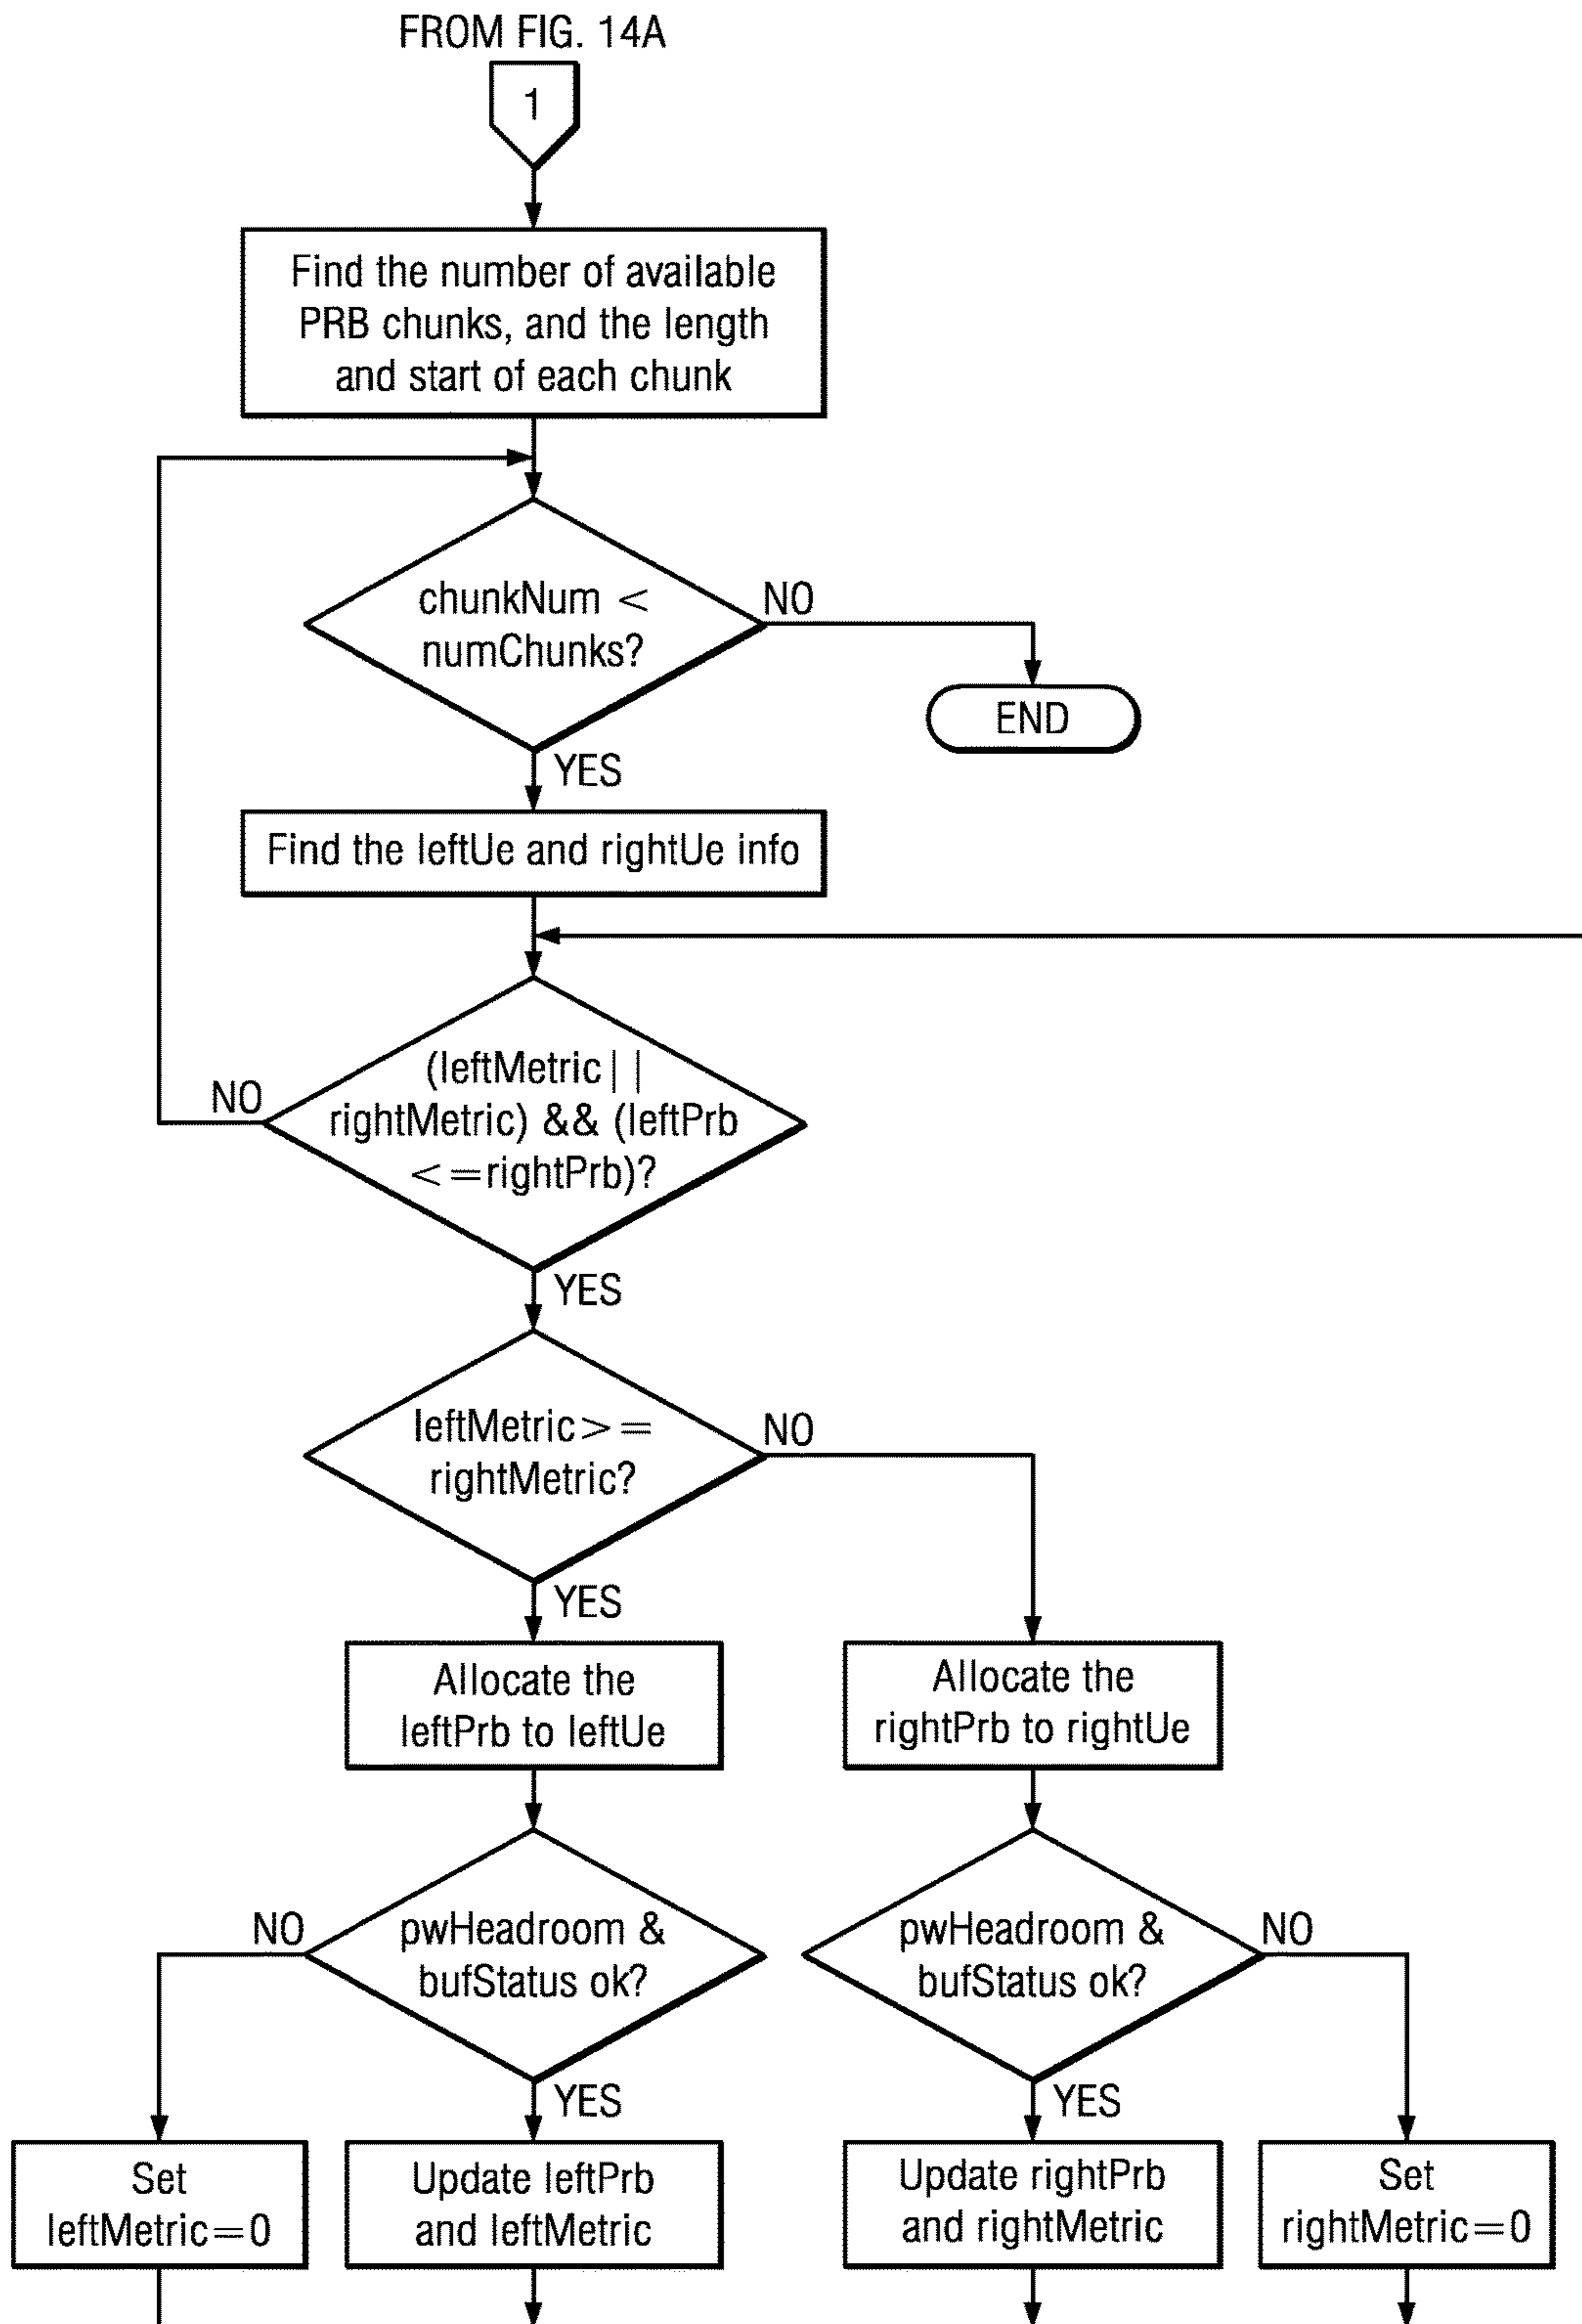 FROM FIG. 14A
1
Find the number of available
PRB chunks, and the length
and start of each chunk
chunkNum <
numChunks?
NO
END
YES
Find the leftUe and rightUe info
(leftMetric||
rightMetric) && (leftPrb
<=rightPrb)?
NO
YES
leftMetric>=
rightMetric?
NO
YES
Allocate the
leftPrb to leftUe
Allocate the
rightPrb to rightUe
NO
pwHeadroom &
bufStatus ok?
YES
pwHeadroom &
bufStatus ok?
NO
YES
Set
leftMetric=0
Update leftPrb
and leftMetric
Update rightPrb
and rightMetric
Set
rightMetric=0